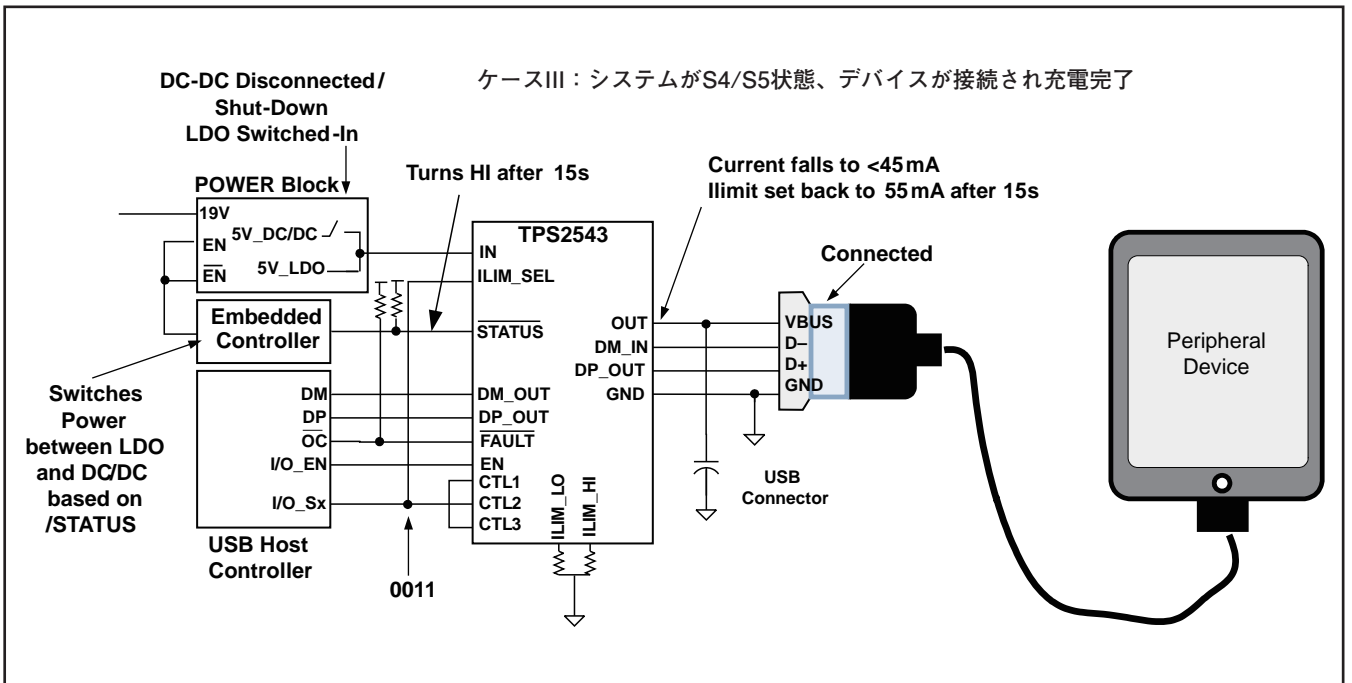 ケースIII：システムがS4/S5状態、デバイスが接続され充電完了
DC-DC Disconnected/
Shut-Down
LDO Switched-In
POWER Block
19V
EN
EN
5V_DC/DC
5V_LDO
Embedded
Controller
Switches
Power
between LDO
and DC/DC
based on
/STATUS
DM
DP
OC
I/O_EN
I/O_Sx
USB Host
Controller
Turns HI after 15s
0011
TPS2543
IN
ILIM_SEL
STATUS
DM_OUT
DP_OUT
FAULT
EN
CTL1
CTL2
CTL3
ILIM_LO
ILIM_HI
OUT
DM_IN
DP_OUT
GND
Current falls to <45mA
Ilimit set back to 55mA after 15s
Connected
VBUS
D–
D+
GND
USB
Connector
Peripheral
Device